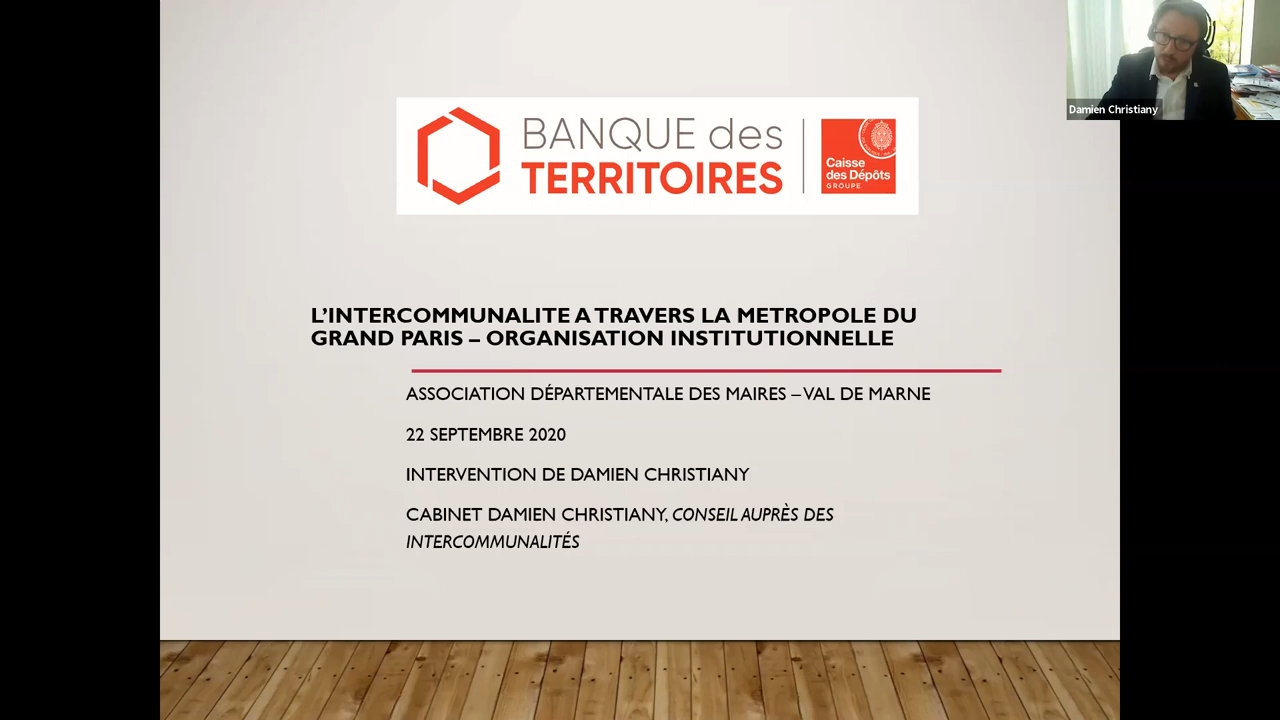 Damien Christiany
BANQUE des
TERRITOIRES
Caisse
des Dépôts
GROUPE
L'INTERCOMMUNALITE A TRAVERS LA METROPOLE DU
GRAND PARIS – ORGANISATION INSTITUTIONNELLE
ASSOCIATION DÉPARTEMENTALE DES MAIRES – VAL DE MARNE
22 SEPTEMBRE 2020
INTERVENTION DE DAMIEN CHRISTIANY
CABINET DAMIEN CHRISTIANY, CONSEIL AUPRÈS DES
INTERCOMMUNALITÉS